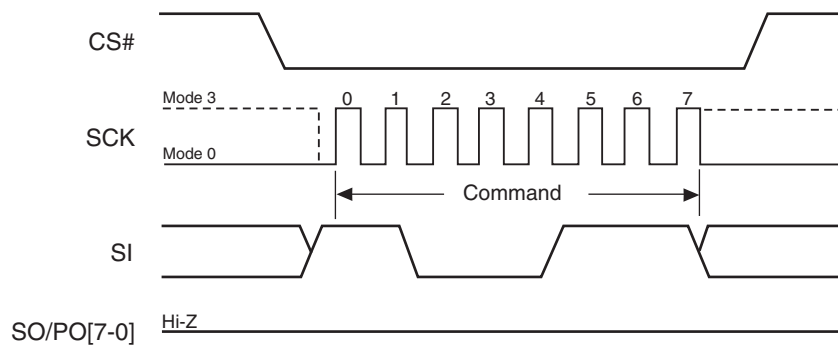 CS#
Mode 3
0 1 2 3 4 5 6 7
SCK
Mode 0
Command
SI
Hi-Z
SO/PO[7-0]